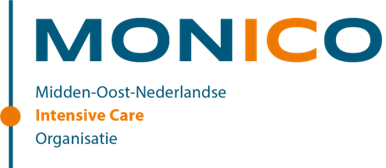 MONICO
Midden-Oost-Nederlandse
Intensive Care
Organisatie